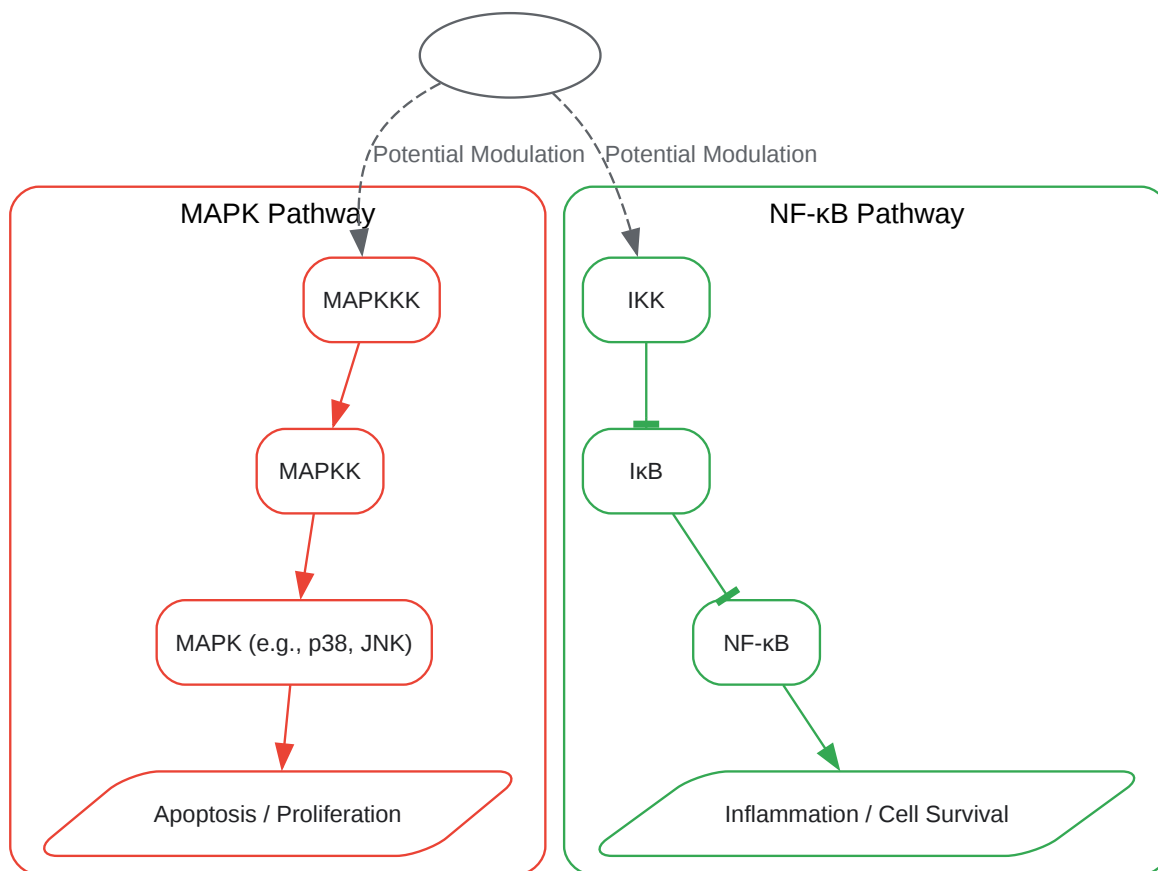 Potential Modulation
Potential Modulation
MAPK Pathway
MAPKKK
MAPKK
MAPK (e.g., p38, JNK)
Apoptosis / Proliferation
NF-κB Pathway
IKK
IκB
NF-κB
Inflammation / Cell Survival